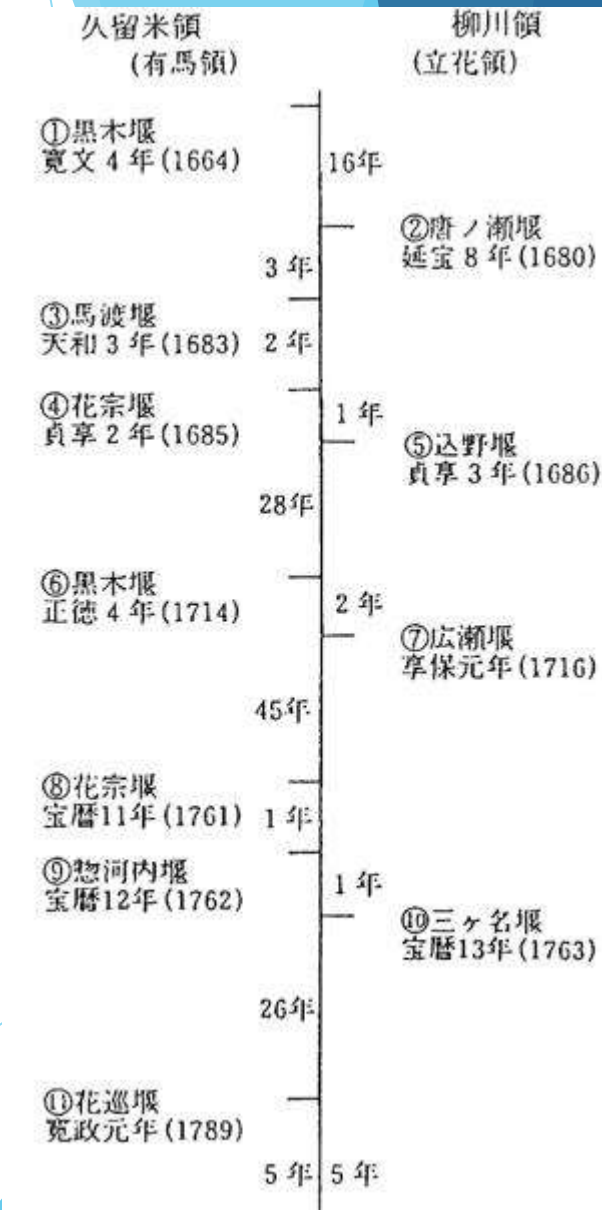 久留米領
(有馬領)
柳川領
(立花領)
①黒木堰
寛文4年(1664)
16年
②唐ノ瀬堰
延宝8年(1680)
3年
③馬渡堰
天和3年(1683)
2年
④花宗堰
貞享2年(1685)
1年
⑤込野堰
貞享3年(1686)
28年
⑥黒木堰
正徳4年(1714)
2年
⑦広瀬堰
享保元年(1716)
45年
⑧花宗堰
宝暦11年(1761)
1年
⑨惣河内堰
宝暦12年(1762)
1年
⑩三ヶ名堰
宝暦13年(1763)
26年
⑪花巡堰
寛政元年(1789)
5年
5年